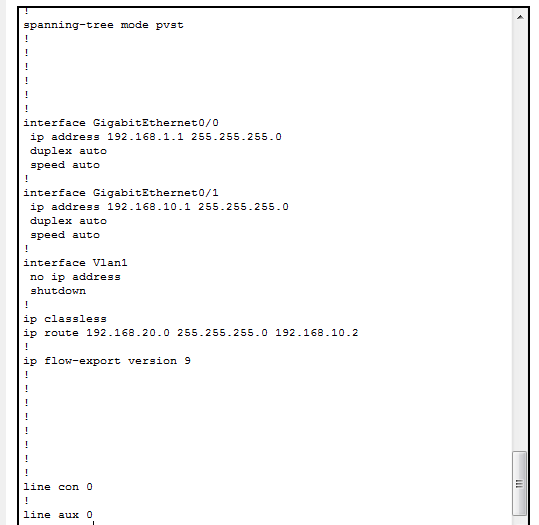 !
spanning-tree mode pvst
!
!
!
!
!
!
interface GigabitEthernet0/0
 ip address 192.168.1.1 255.255.255.0
 duplex auto
 speed auto
!
interface GigabitEthernet0/1
 ip address 192.168.10.1 255.255.255.0
 duplex auto
 speed auto
!
interface Vlan1
 no ip address
 shutdown
!
ip classless
ip route 192.168.20.0 255.255.255.0 192.168.10.2
!
ip flow-export version 9
!
!
!
!
!
!
!
!
line con 0
!
line aux 0